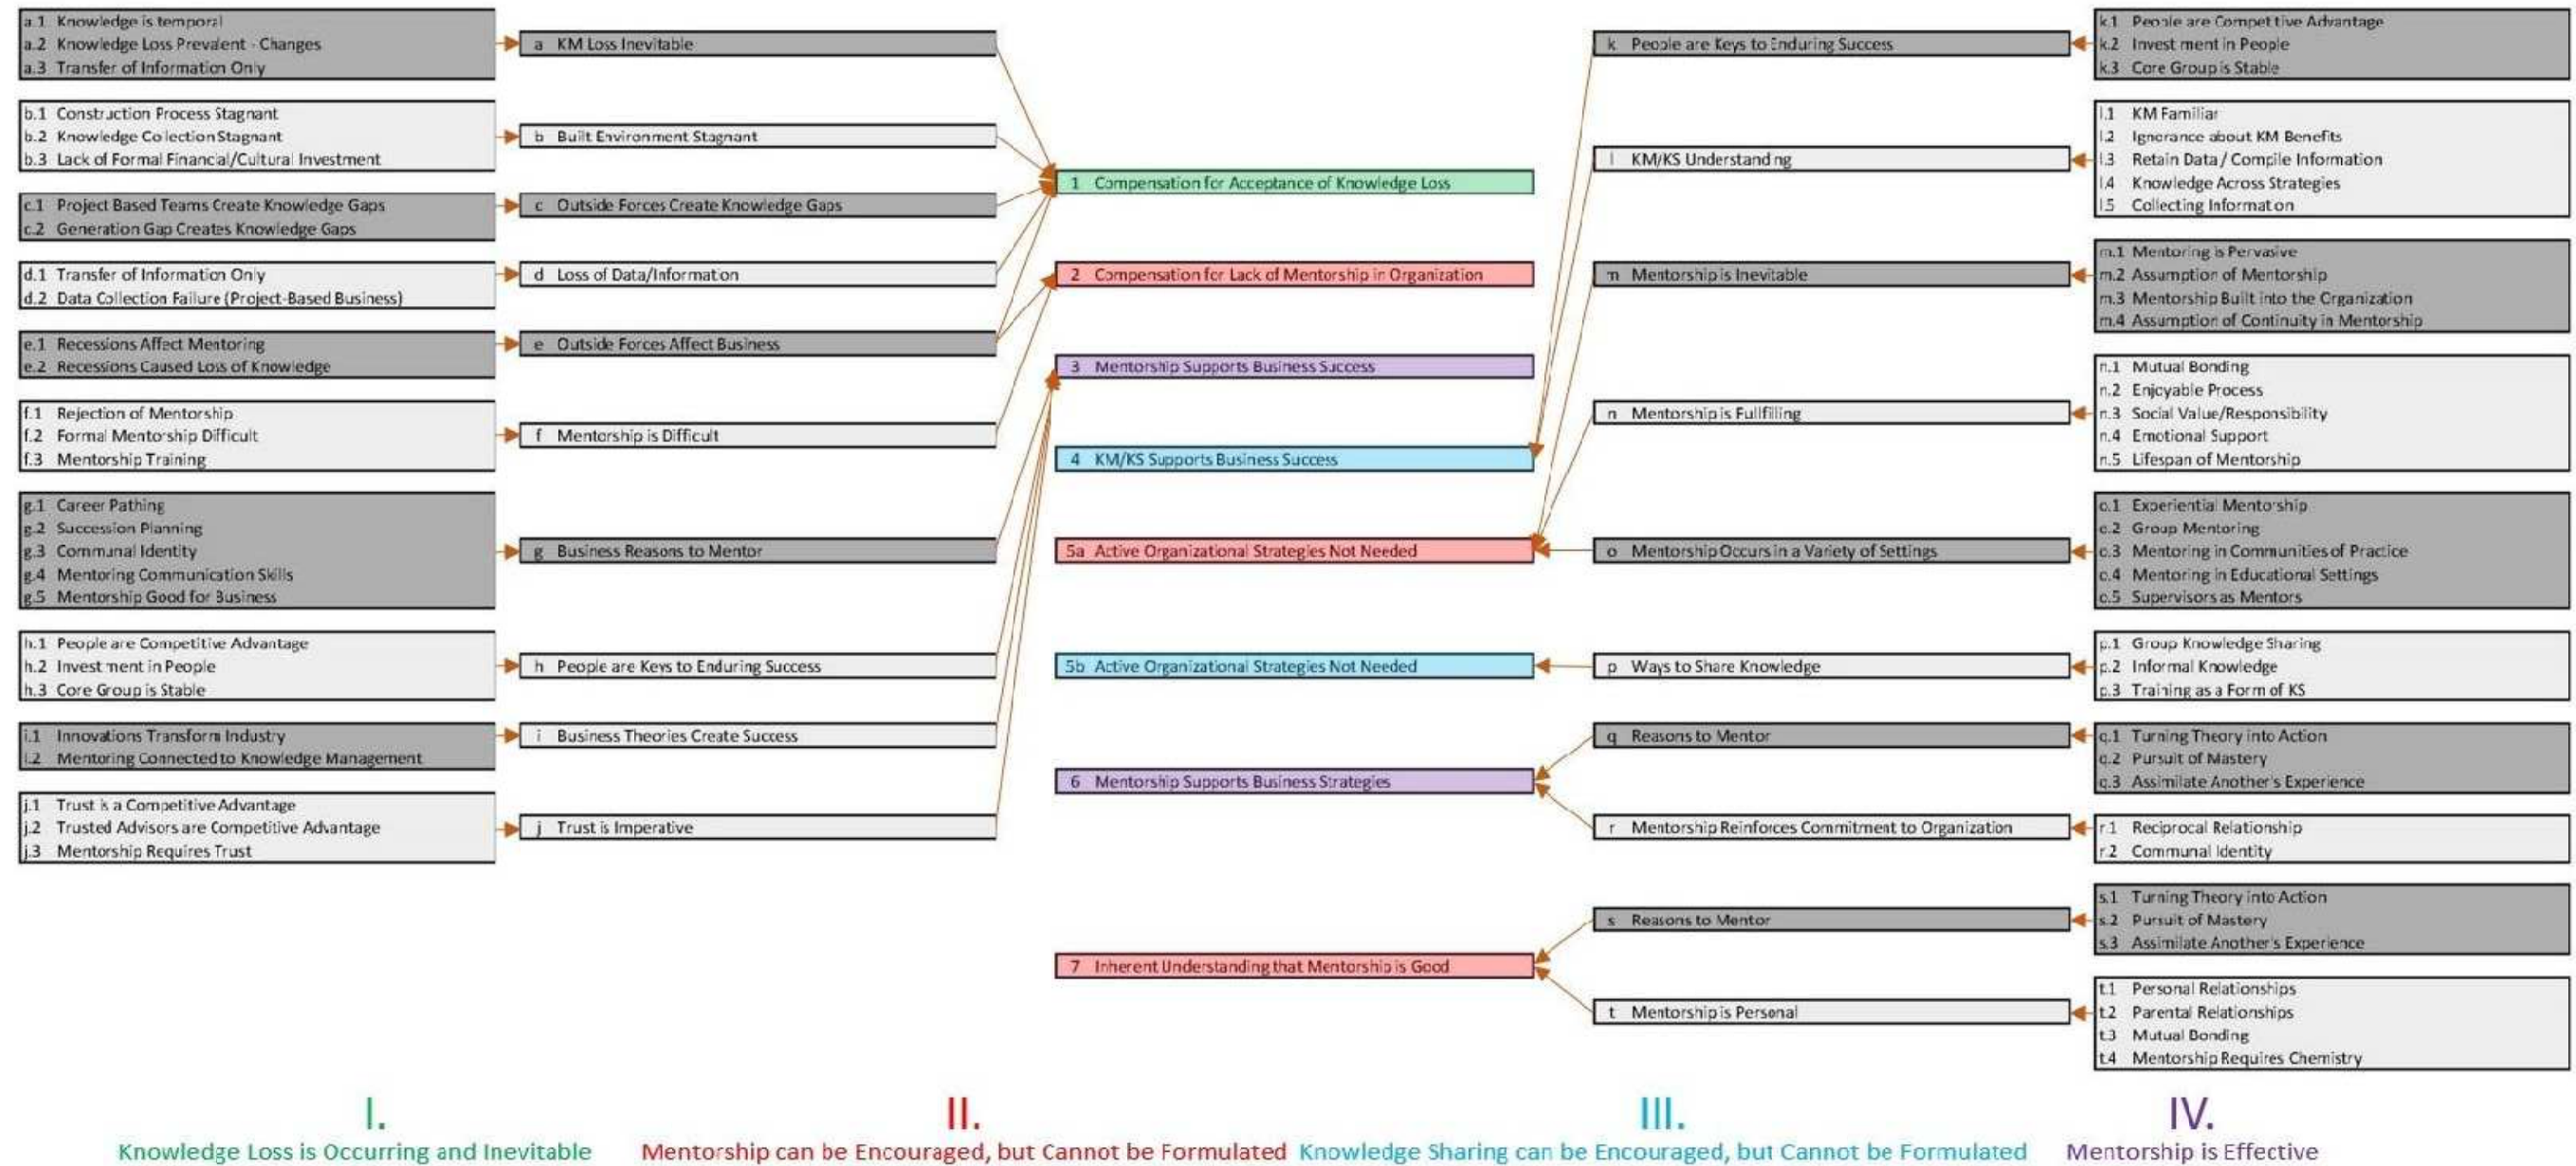 a.1 Knowledge is temporal
a.2 Knowledge Loss Prevalent - Changes
a.3 Transfer of Information Only
b.1 Construction Process Stagnant
b.2 Knowledge Collection Stagnant
b.3 Lack of Formal Financial/Cultural Investment
c.1 Project Based Teams Create Knowledge Gaps
c.2 Generation Gap Creates Knowledge Gaps
d.1 Transfer of Information Only
d.2 Data Collection Failure (Project-Based Business)
e.1 Recessions Affect Mentoring
e.2 Recessions Caused Loss of Knowledge
f.1 Rejection of Mentorship
f.2 Formal Mentorship Difficult
f.3 Mentorship Training
g.1 Career Pathing
g.2 Succession Planning
g.3 Communal Identity
g.4 Mentoring Communication Skills
g.5 Mentorship Good for Business
h.1 People are Competitive Advantage
h.2 Investment in People
h.3 Core Group is Stable
i.1 Innovations Transform Industry
i.2 Mentoring Connected to Knowledge Management
j.1 Trust is a Competitive Advantage
j.2 Trusted Advisors are Competitive Advantage
j.3 Mentorship Requires Trust
a KM Loss Inevitable
b Built Environment Stagnant
c Outside Forces Create Knowledge Gaps
d Loss of Data/Information
e Outside Forces Affect Business
f Mentorship is Difficult
g Business Reasons to Mentor
h People are Keys to Enduring Success
i Business Theories Create Success
j Trust is Imperative
1 Compensation for Acceptance of Knowledge Loss
2 Compensation for Lack of Mentorship in Organization
3 Mentorship Supports Business Success
4 KM/KS Supports Business Success
5a Active Organizational Strategies Not Needed
5b Active Organizational Strategies Not Needed
6 Mentorship Supports Business Strategies
7 Inherent Understanding that Mentorship is Good
k People are Keys to Enduring Success
l KM/KS Understanding
m Mentorship is Inevitable
n Mentorship is Fullfilling
o Mentorship Occurs in a Variety of Settings
p Ways to Share Knowledge
q Reasons to Mentor
r Mentorship Reinforces Commitment to Organization
s Reasons to Mentor
t Mentorship is Personal
k.1 People are Competitive Advantage
k.2 Investment in People
k.3 Core Group is Stable
l.1 KM Familiar
l.2 Ignorance about KM Benefits
l.3 Retain Data / Compile Information
l.4 Knowledge Across Strategies
l.5 Collecting Information
m.1 Mentoring is Pervasive
m.2 Assumption of Mentorship
m.3 Mentorship Built into the Organization
m.4 Assumption of Continuity in Mentorship
n.1 Mutual Bonding
n.2 Enjoyable Process
n.3 Social Value/Responsibility
n.4 Emotional Support
n.5 Lifespan of Mentorship
o.1 Experiential Mentorship
o.2 Group Mentoring
o.3 Mentoring in Communities of Practice
o.4 Mentoring in Educational Settings
o.5 Supervisors as Mentors
p.1 Group Knowledge Sharing
p.2 Informal Knowledge
p.3 Training as a Form of KS
q.1 Turning Theory into Action
q.2 Pursuit of Mastery
q.3 Assimilate Another's Experience
r.1 Reciprocal Relationship
r.2 Communal Identity
s.1 Turning Theory into Action
s.2 Pursuit of Mastery
s.3 Assimilate Another's Experience
t.1 Personal Relationships
t.2 Parental Relationships
t.3 Mutual Bonding
t.4 Mentorship Requires Chemistry
I.
Knowledge Loss is Occurring and Inevitable
II.
Mentorship can be Encouraged, but Cannot be Formulated
III.
Knowledge Sharing can be Encouraged, but Cannot be Formulated
IV.
Mentorship is Effective